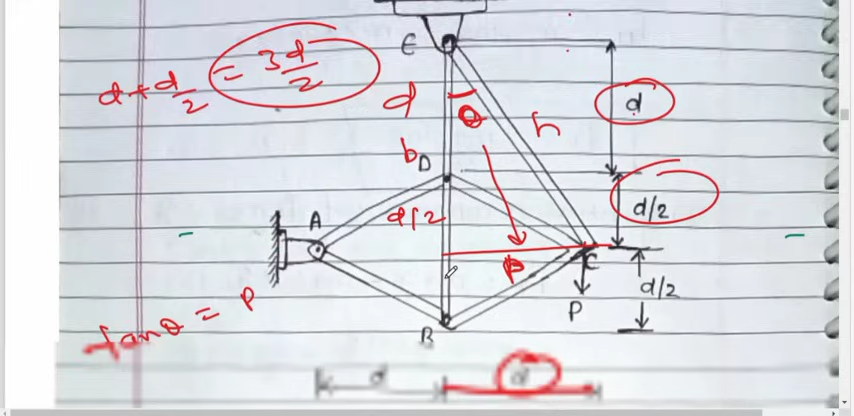 E
d + d/2 = 3d/2
d
θ
h
d
b
D
d/2
d/2
A
p
C
d/2
P
tanθ = P
B
d
d